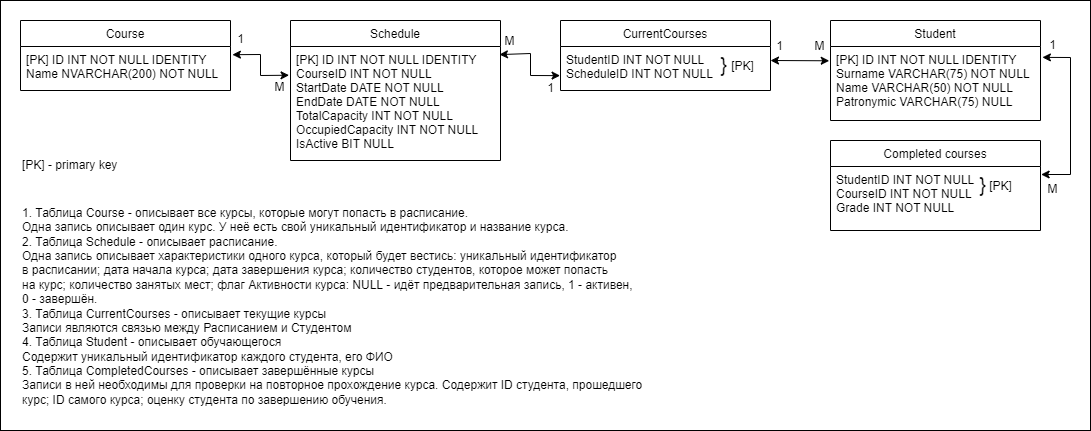 Course
[PK] ID INT NOT NULL IDENTITY
Name NVARCHAR(200) NOT NULL
1
M
Schedule
[PK] ID INT NOT NULL IDENTITY
CourseID INT NOT NULL
StartDate DATE NOT NULL
EndDate DATE NOT NULL
TotalCapacity INT NOT NULL
OccupiedCapacity INT NOT NULL
IsActive BIT NULL
M
1
CurrentCourses
StudentID INT NOT NULL
ScheduleID INT NOT NULL
} [PK]
1
M
Student
[PK] ID INT NOT NULL IDENTITY
Surname VARCHAR(75) NOT NULL
Name VARCHAR(50) NOT NULL
Patronymic VARCHAR(75) NULL
1
M
Completed courses
StudentID INT NOT NULL
CourseID INT NOT NULL
} [PK]
Grade INT NOT NULL
[PK] - primary key
1. Таблица Course - описывает все курсы, которые могут попасть в расписание.
Одна запись описывает один курс. У неё есть свой уникальный идентификатор и название курса.
2. Таблица Schedule - описывает расписание.
Одна запись описывает характеристики одного курса, который будет вестись: уникальный идентификатор
в расписании; дата начала курса; дата завершения курса; количество студентов, которое может попасть
на курс; количество занятых мест; флаг Активности курса: NULL - идёт предварительная запись, 1 - активен,
0 - завершён.
3. Таблица CurrentCourses - описывает текущие курсы
Записи являются связью между Расписанием и Студентом
4. Таблица Student - описывает обучающегося
Содержит уникальный идентификатор каждого студента, его ФИО
5. Таблица CompletedCourses - описывает завершённые курсы
Записи в ней необходимы для проверки на повторное прохождение курса. Содержит ID студента, прошедшего
курс; ID самого курса; оценку студента по завершению обучения.